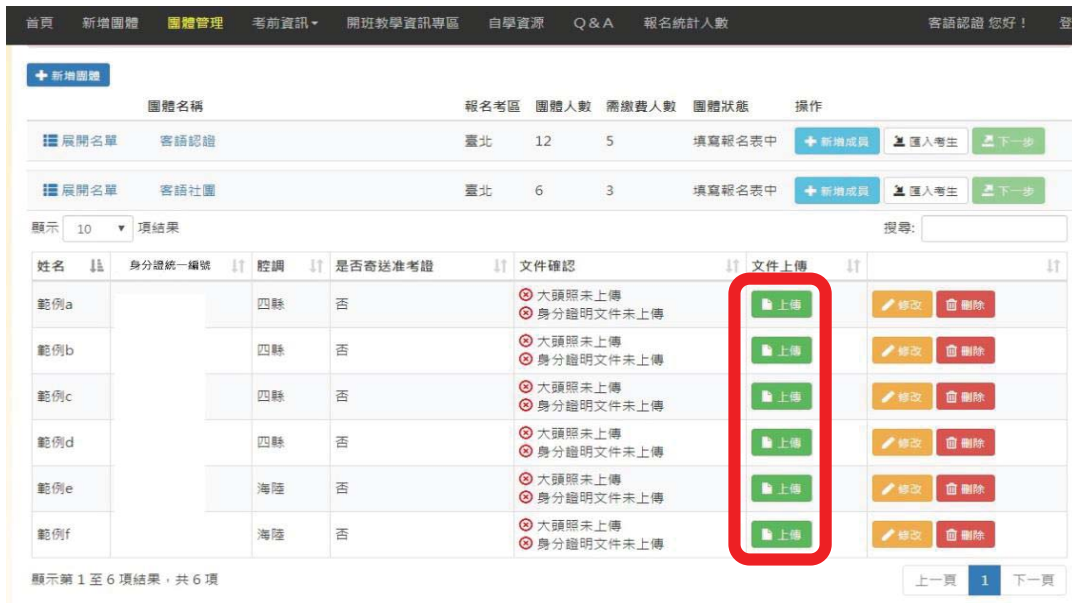 首頁 新增團體 團體管理 考前資訊 開班教學資訊專區 自學資源 Q & A 報名統計人數 客語認證 您好！ 登
新增團體
團體名稱 報名考區 團體人數 需繳費人數 團體狀態 操作
展開名單 客語認證 臺北 12 5 填寫報名表中 新增成員 匯入考生 下一步
展開名單 客語社團 臺北 6 3 填寫報名表中 新增成員 匯入考生 下一步
顯示 10 項結果 搜尋:
姓名 身分證統一編號 腔調 是否寄送准考證 文件確認 文件上傳
範例a 四縣 否 大頭照未上傳 上傳 修改 刪除
身分證明文件未上傳
範例b 四縣 否 大頭照未上傳 上傳 修改 刪除
身分證明文件未上傳
範例c 四縣 否 大頭照未上傳 上傳 修改 刪除
身分證明文件未上傳
範例d 四縣 否 大頭照未上傳 上傳 修改 刪除
身分證明文件未上傳
範例e 海陸 否 大頭照未上傳 上傳 修改 刪除
身分證明文件未上傳
範例f 海陸 否 大頭照未上傳 上傳 修改 刪除
身分證明文件未上傳
顯示第 1 至 6 項結果，共 6 項 上一頁 1 下一頁